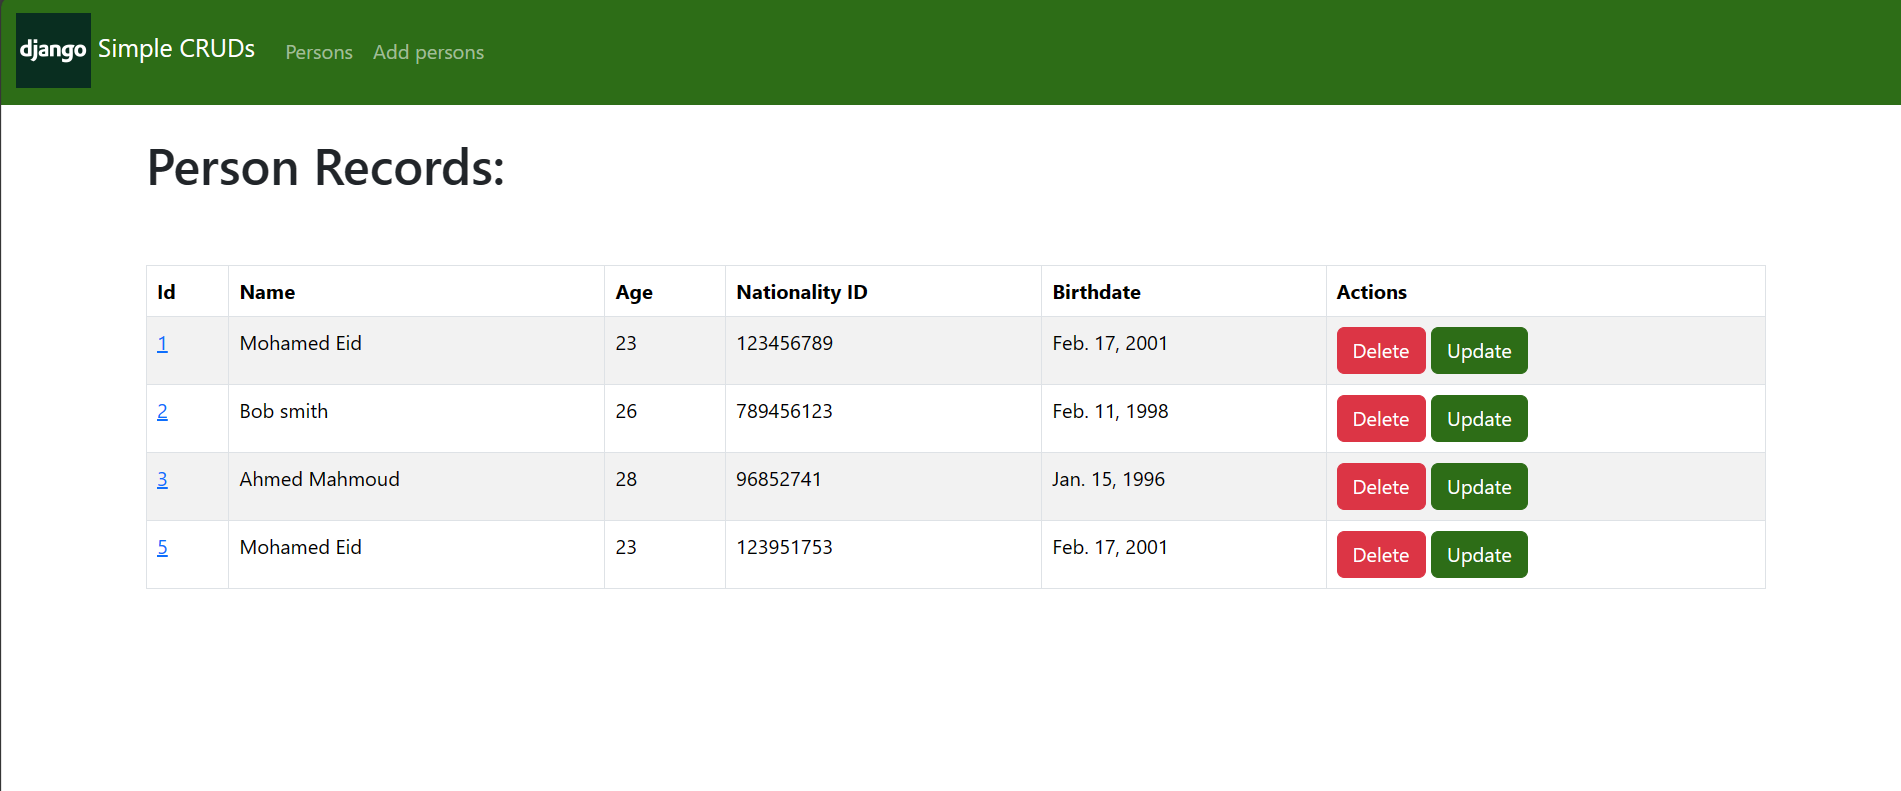 django Simple CRUDs Persons Add persons
Person Records:
Id Name Age Nationality ID Birthdate Actions
1 Mohamed Eid 23 123456789 Feb. 17, 2001 Delete Update
2 Bob smith 26 789456123 Feb. 11, 1998 Delete Update
3 Ahmed Mahmoud 28 96852741 Jan. 15, 1996 Delete Update
5 Mohamed Eid 23 123951753 Feb. 17, 2001 Delete Update